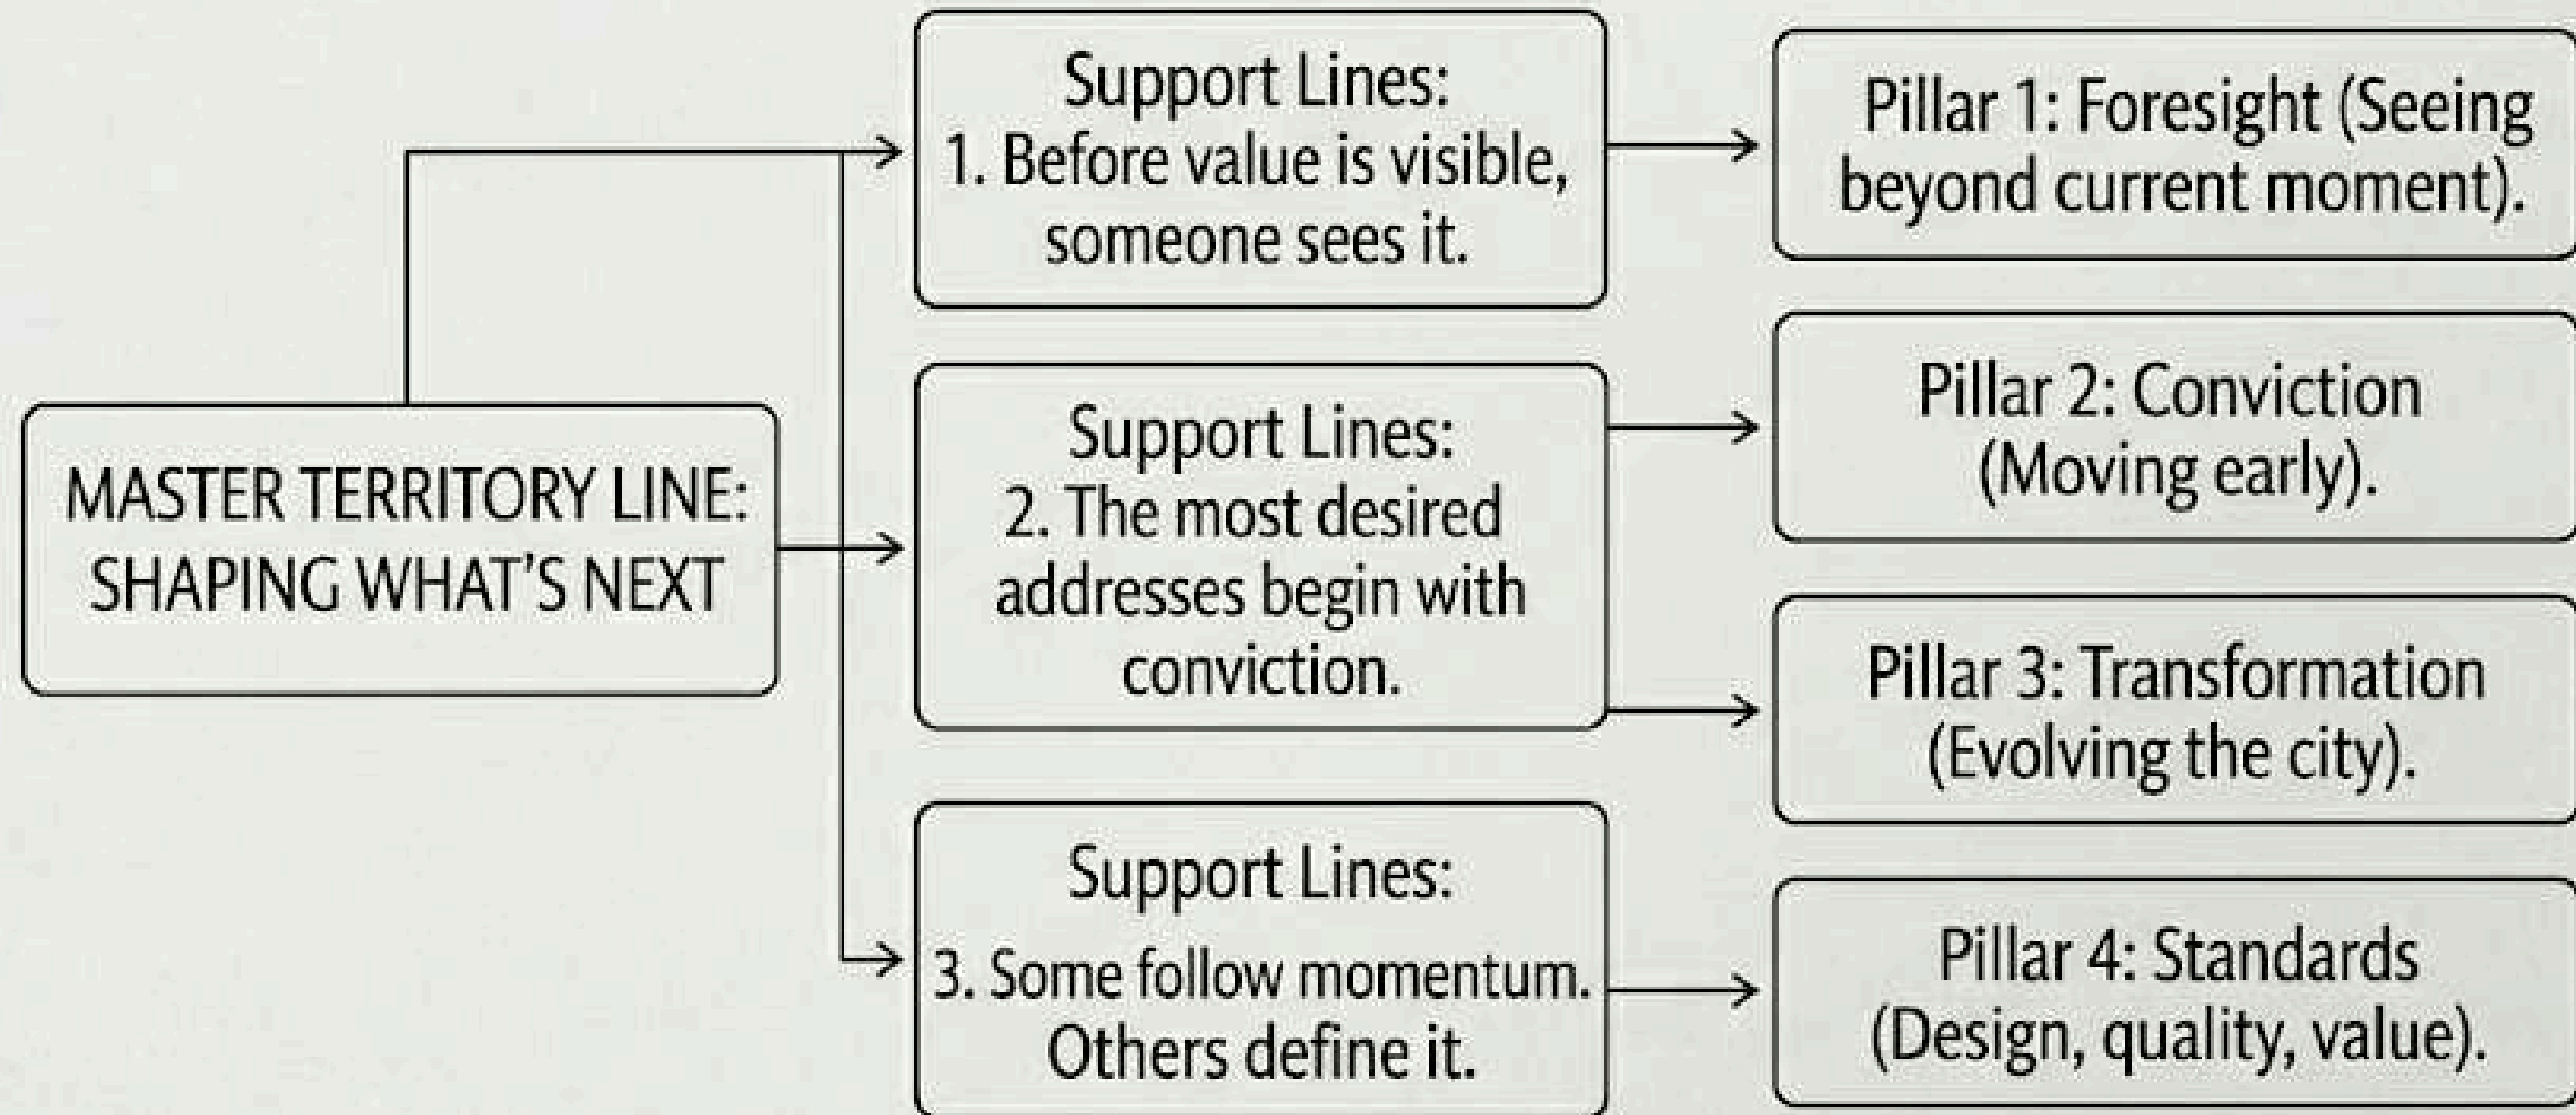 MASTER TERRITORY LINE:
SHAPING WHAT'S NEXT
Support Lines:
1. Before value is visible,
someone sees it.
Support Lines:
2. The most desired
addresses begin with
conviction.
Support Lines:
3. Some follow momentum.
Others define it.
Pillar 1: Foresight (Seeing
beyond current moment).
Pillar 2: Conviction
(Moving early).
Pillar 3: Transformation
(Evolving the city).
Pillar 4: Standards
(Design, quality, value).